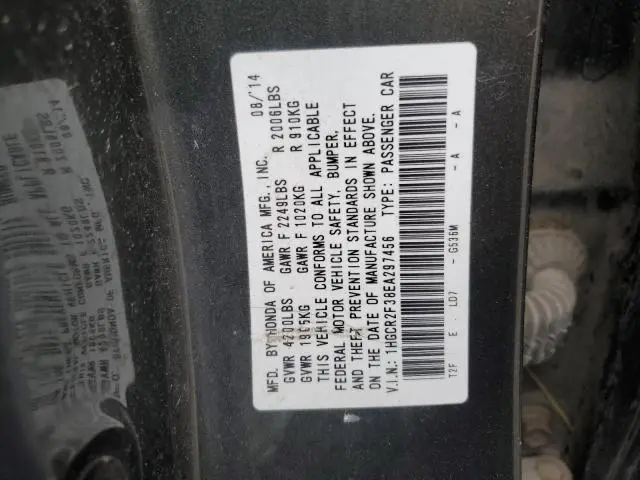 MFD. BY HONDA OF AMERICA MFG., INC. 08/'14
GVWR 4200LBS GAWR F 2249LBS R 2006LBS
GVWR 1905KG GAWR F 1020KG R 910KG
THIS VEHICLE CONFORMS TO ALL APPLICABLE
FEDERAL MOTOR VEHICLE SAFETY, BUMPER,
AND THEFT PREVENTION STANDARDS IN EFFECT
ON THE DATE OF MANUFACTURE SHOWN ABOVE.
V.I.N.: 1HGCR2F38EA297456 TYPE: PASSENGER CAR
T2F E LD7 - G536M - A - A